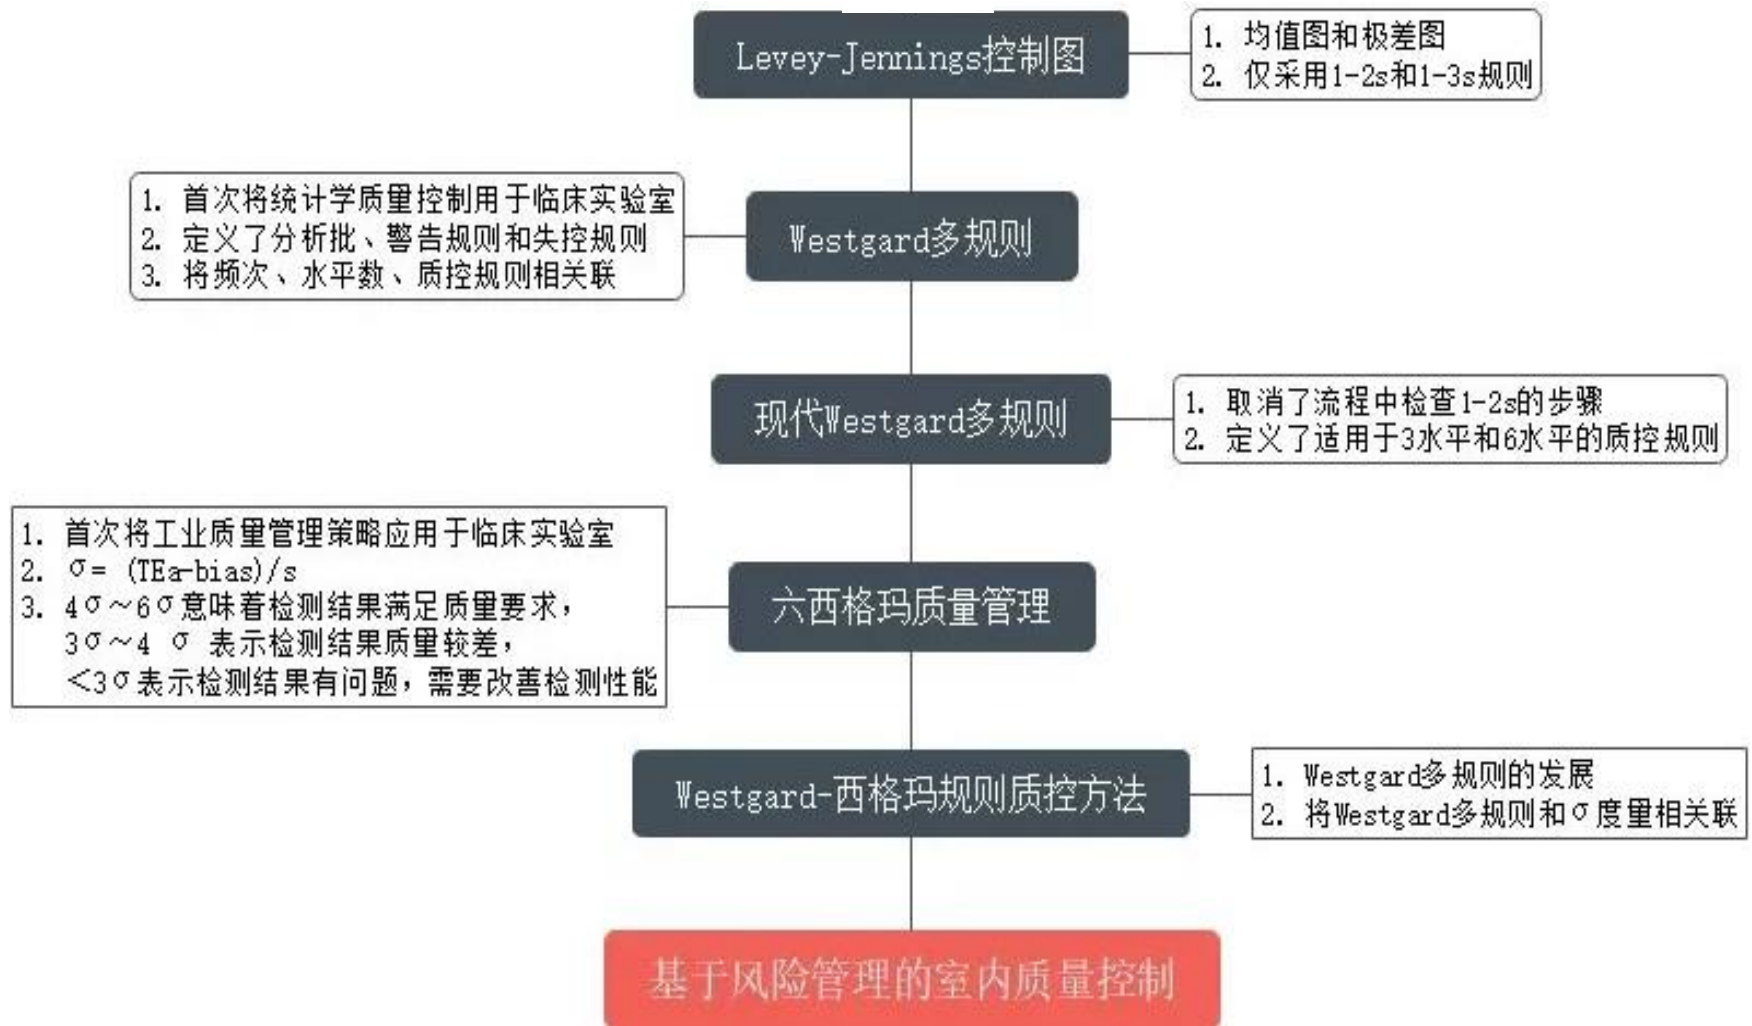 Levey-Jennings控制图
1. 均值图和极差图
2. 仅采用1-2s和1-3s规则
1. 首次将统计学质量控制用于临床实验室
2. 定义了分析批、警告规则和失控规则
3. 将频次、水平数、质控规则相关联
Westgard多规则
现代Westgard多规则
1. 取消了流程中检查1-2s的步骤
2. 定义了适用于3水平和6水平的质控规则
1. 首次将工业质量管理策略应用于临床实验室
2. σ= (TEa-bias)/s
3. 4σ～6σ意味着检测结果满足质量要求，
3σ～4 σ 表示检测结果质量较差，
＜3σ表示检测结果有问题，需要改善检测性能
六西格玛质量管理
Westgard-西格玛规则质控方法
1. Westgard多规则的发展
2. 将Westgard多规则和σ度量相关联
基于风险管理的室内质量控制